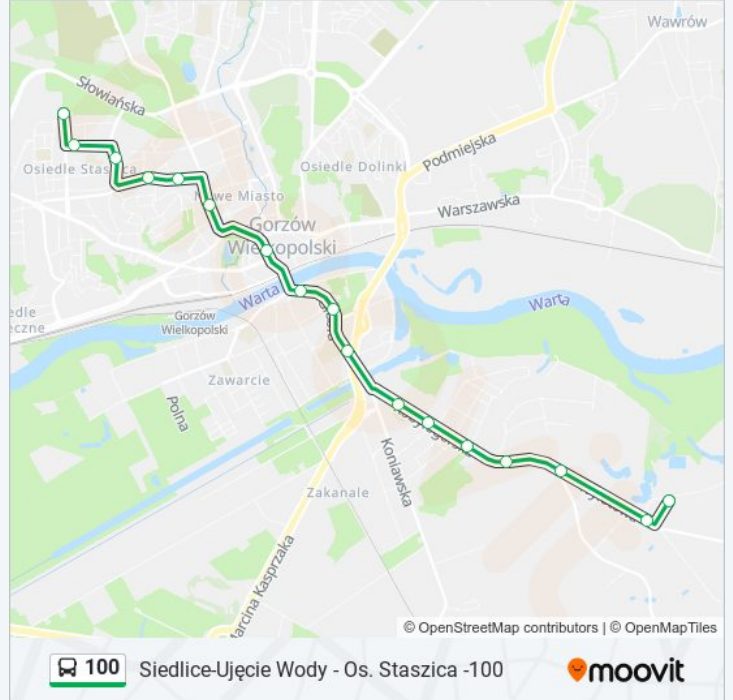 Wawrów
Słowiańska
Podmiejska
Osiedle Dolinki
Osiedle Staszica
Nowe Miasto
Warszawska
Gorzów
Wielkopolski
Warta
Warta
Gorzów
Wielkopolski
Zawarcie
Polna
Koniawska
Zakanale
Marcina Kasprzaka
© OpenStreetMap contributors | © OpenMapTiles
100
Siedlice-Ujęcie Wody - Os. Staszica -100
moovit